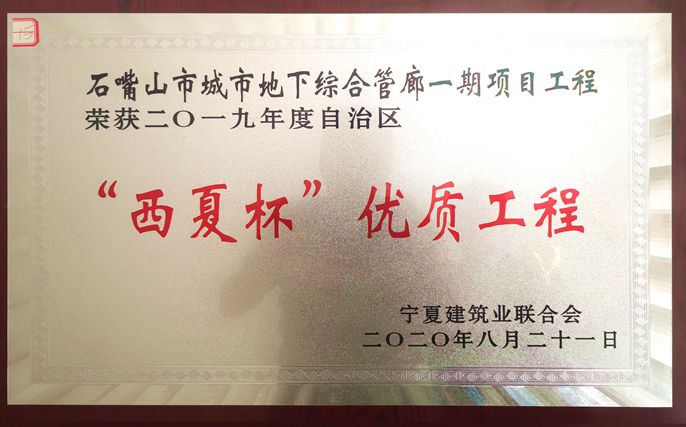 石嘴山市城市地下综合管廊一期项目工程
荣获二〇一九年度自治区
“西夏杯”优质工程
宁夏建筑业联合会
二〇二〇年八月二十一日